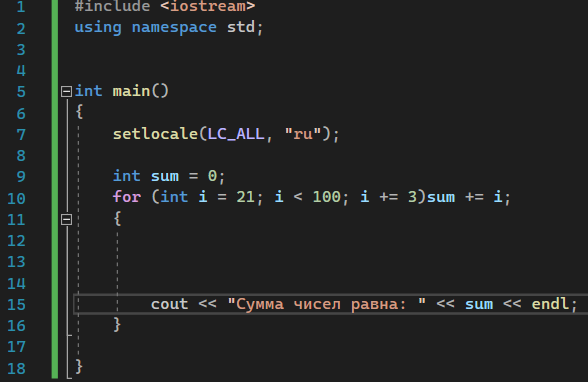 1 #include <iostream>
2 using namespace std;
3
4
5 int main()
6 {
7 setlocale(LC_ALL, "ru");
8
9 int sum = 0;
10 for (int i = 21; i < 100; i += 3)sum += i;
11 {
12
13
14
15 cout << "Сумма чисел равна: " << sum << endl;
16 }
17
18 }